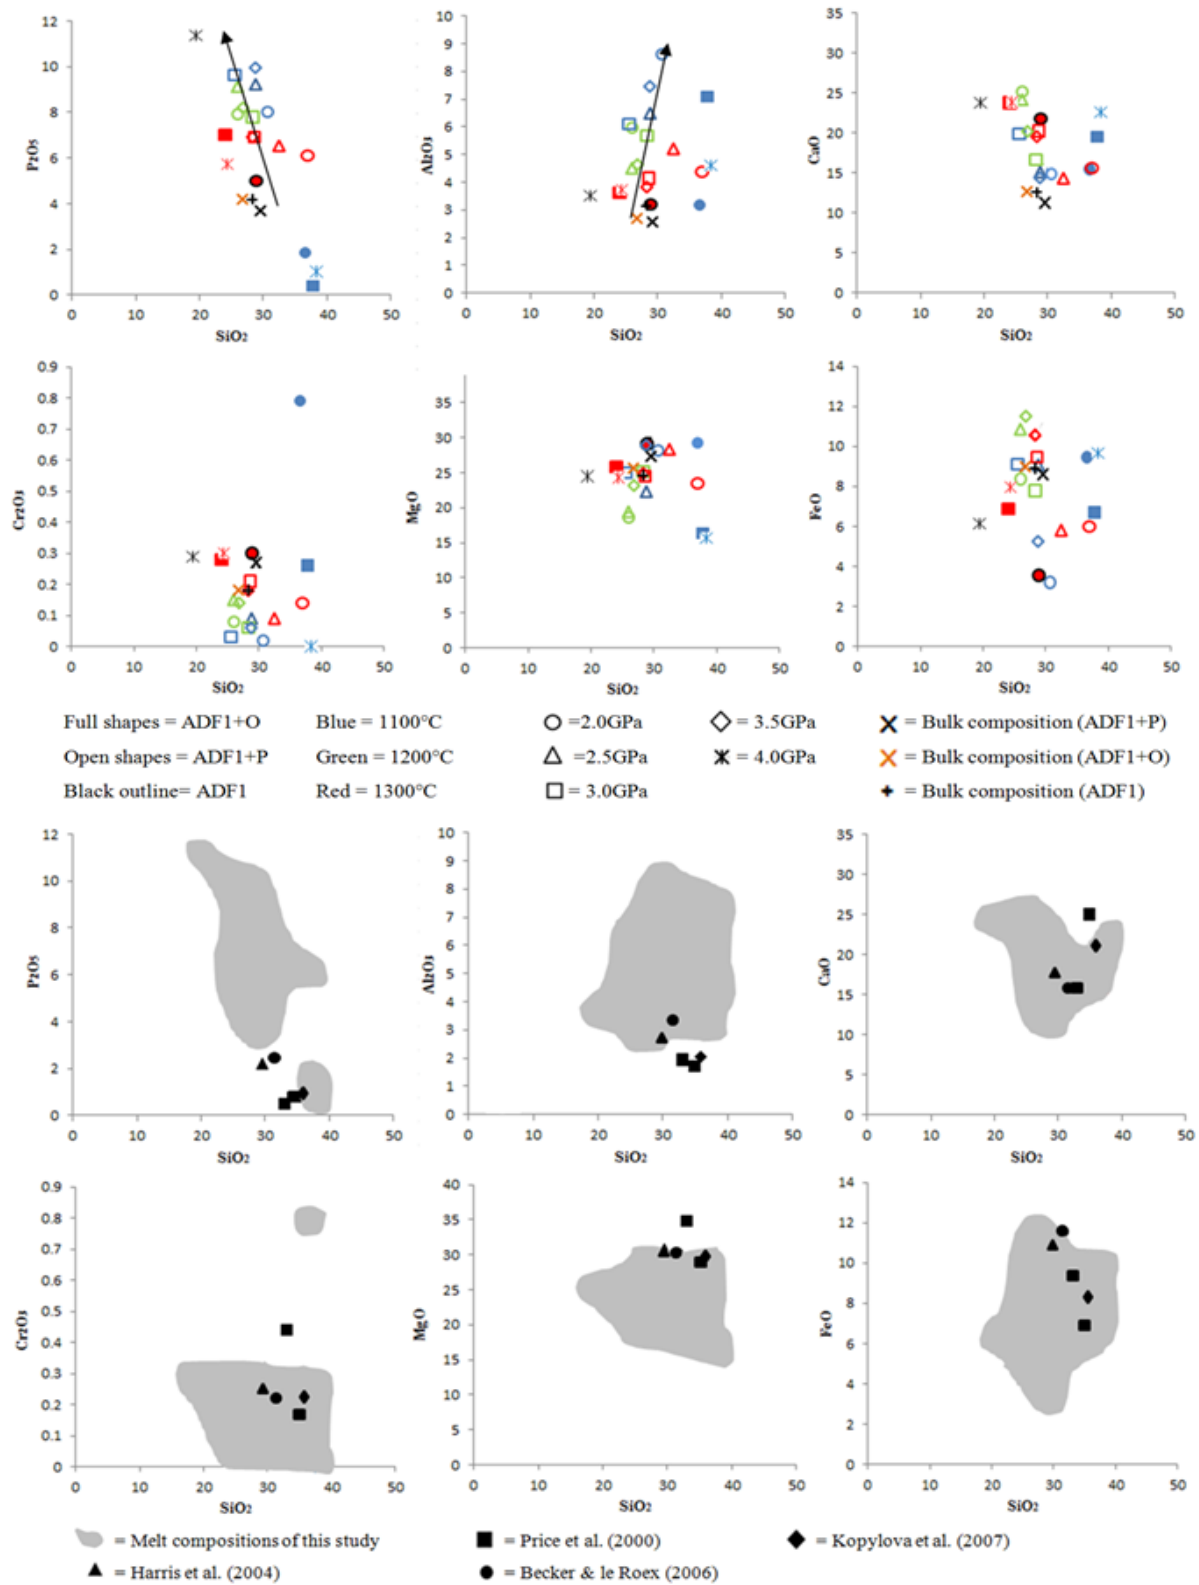 12
10
8
6
4
2
0
P2O5
0 10 20 30 40 50
SiO2
10
9
8
7
6
5
4
3
2
1
0
Al2O3
0 10 20 30 40 50
SiO2
35
30
25
20
15
10
5
0
CaO
0 10 20 30 40 50
SiO2
0.9
0.8
0.7
0.6
0.5
0.4
0.3
0.2
0.1
0
Cr2O3
0 10 20 30 40 50
SiO2
35
30
25
20
15
10
5
0
MgO
0 10 20 30 40 50
SiO2
14
12
10
8
6
4
2
0
FeO
0 10 20 30 40 50
SiO2
Full shapes = ADF1+O Blue = 1100°C =2.0GPa = 3.5GPa = Bulk composition (ADF1+P)
Open shapes = ADF1+P Green = 1200°C =2.5GPa = 4.0GPa = Bulk composition (ADF1+O)
Black outline= ADF1 Red = 1300°C = 3.0GPa = Bulk composition (ADF1)
12
10
8
6
4
2
0
P2O5
0 10 20 30 40 50
SiO2
10
9
8
7
6
5
4
3
2
1
0
Al2O3
0 10 20 30 40 50
SiO2
35
30
25
20
15
10
5
0
CaO
0 10 20 30 40 50
SiO2
0.9
0.8
0.7
0.6
0.5
0.4
0.3
0.2
0.1
0
Cr2O3
0 10 20 30 40 50
SiO2
40
35
30
25
20
15
10
5
0
MgO
0 10 20 30 40 50
SiO2
14
12
10
8
6
4
2
0
FeO
0 10 20 30 40 50
SiO2
= Melt compositions of this study = Price et al. (2000) = Kopylova et al. (2007)
= Harris et al. (2004) = Becker & le Roex (2006)